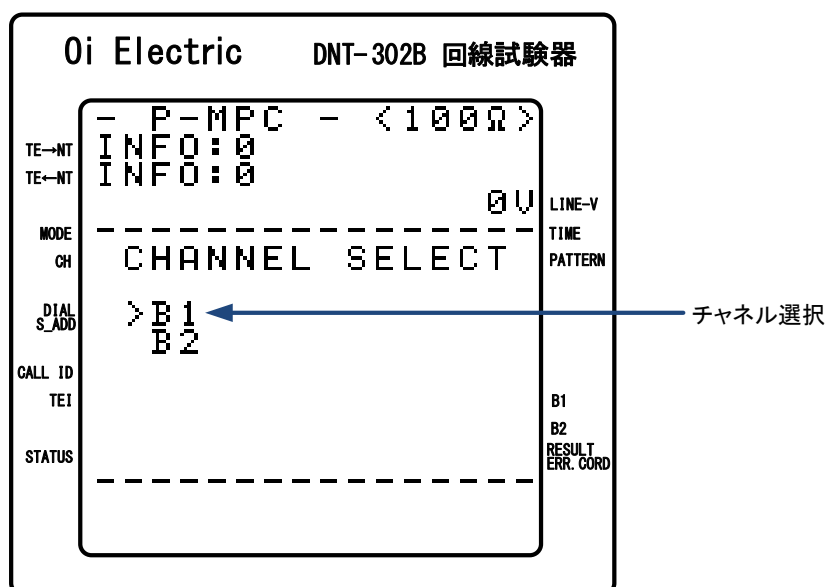 Oi Electric DNT-302B 回線試験器
- P-MPC - <100Ω>
TE→NT INFO:0
TE←NT INFO:0
0V LINE-V
MODE TIME
CH CHANNEL SELECT PATTERN
DIAL
S_ADD >B1 チャネル選択
B2
CALL ID
TEI B1
B2
STATUS RESULT
ERR. CORD